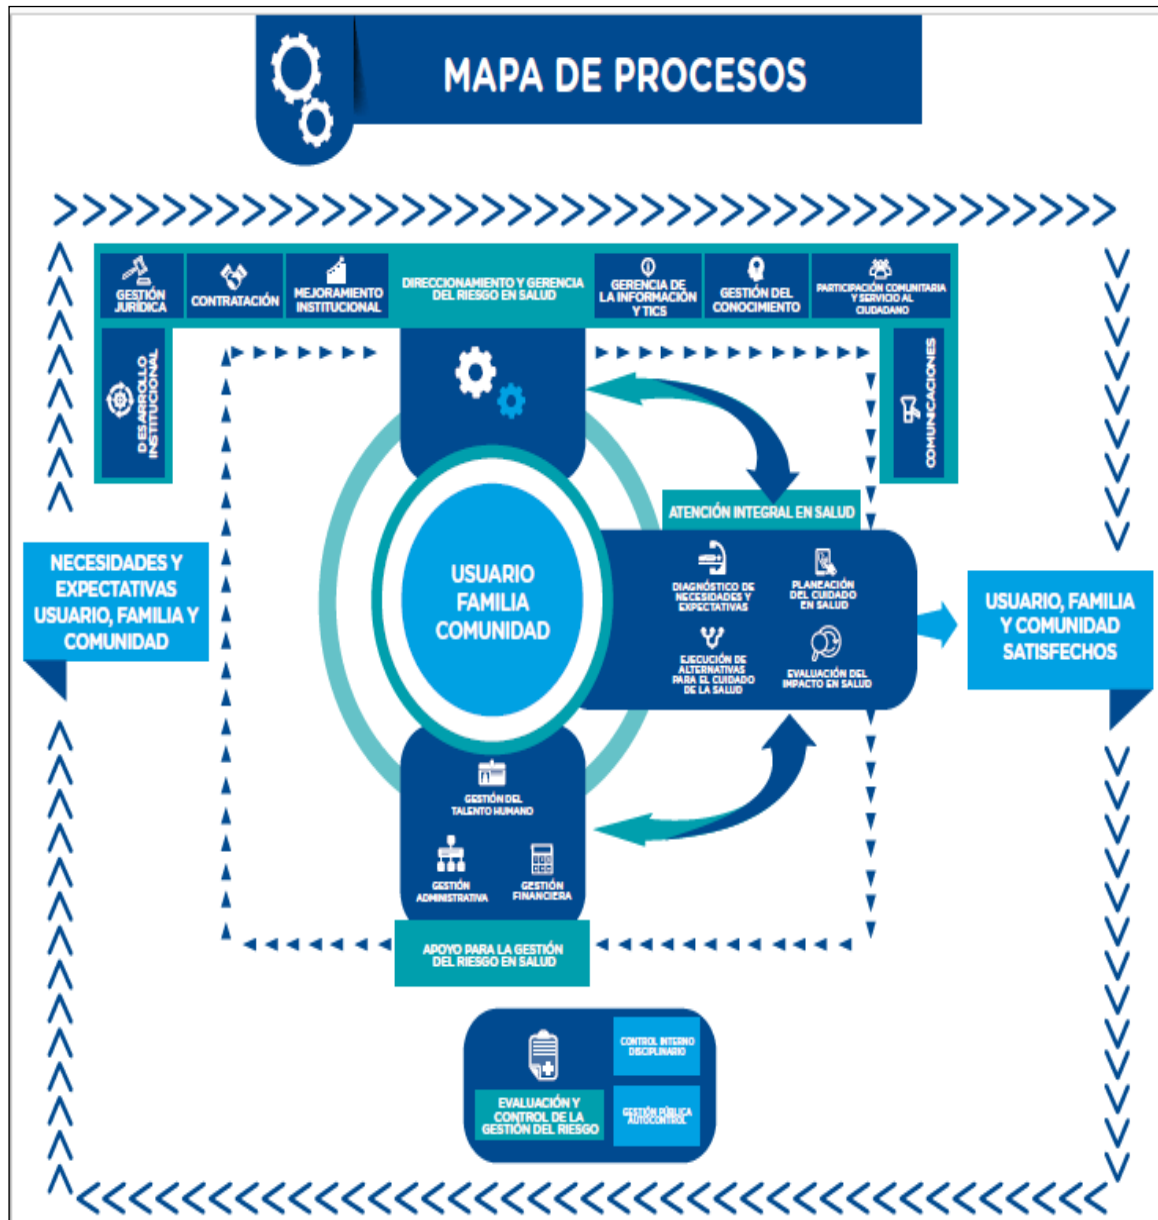 MAPA DE PROCESOS
GESTIÓN
JURÍDICA
CONTRATACIÓN
MEJORAMIENTO
INSTITUCIONAL
DIRECCIONAMIENTO Y GERENCIA
DEL RIESGO EN SALUD
GERENCIA DE
LA INFORMACIÓN
Y TICS
GESTIÓN DEL
CONOCIMIENTO
PARTICIPACIÓN COMUNITARIA
Y SERVICIO AL
CIUDADANO
DESARROLLO
INSTITUCIONAL
COMUNICACIONES
ATENCIÓN INTEGRAL EN SALUD
NECESIDADES Y
EXPECTATIVAS
USUARIO, FAMILIA Y
COMUNIDAD
USUARIO
FAMILIA
COMUNIDAD
DIAGNÓSTICO DE
NECESIDADES Y
EXPECTATIVAS
PLANEACIÓN
DEL CUIDADO
EN SALUD
EJECUCIÓN DE
ALTERNATIVAS
PARA EL CUIDADO
DE LA SALUD
EVALUACIÓN DEL
IMPACTO EN SALUD
USUARIO, FAMILIA
Y COMUNIDAD
SATISFECHOS
GESTIÓN DEL
TALENTO HUMANO
GESTIÓN
ADMINISTRATIVA
GESTIÓN
FINANCIERA
APOYO PARA LA GESTIÓN
DEL RIESGO EN SALUD
CONTROL INTERNO
DISCIPLINARIO
EVALUACIÓN Y
CONTROL DE LA
GESTIÓN DEL RIESGO
GESTIÓN PÚBLICA
AUTOCONTROL